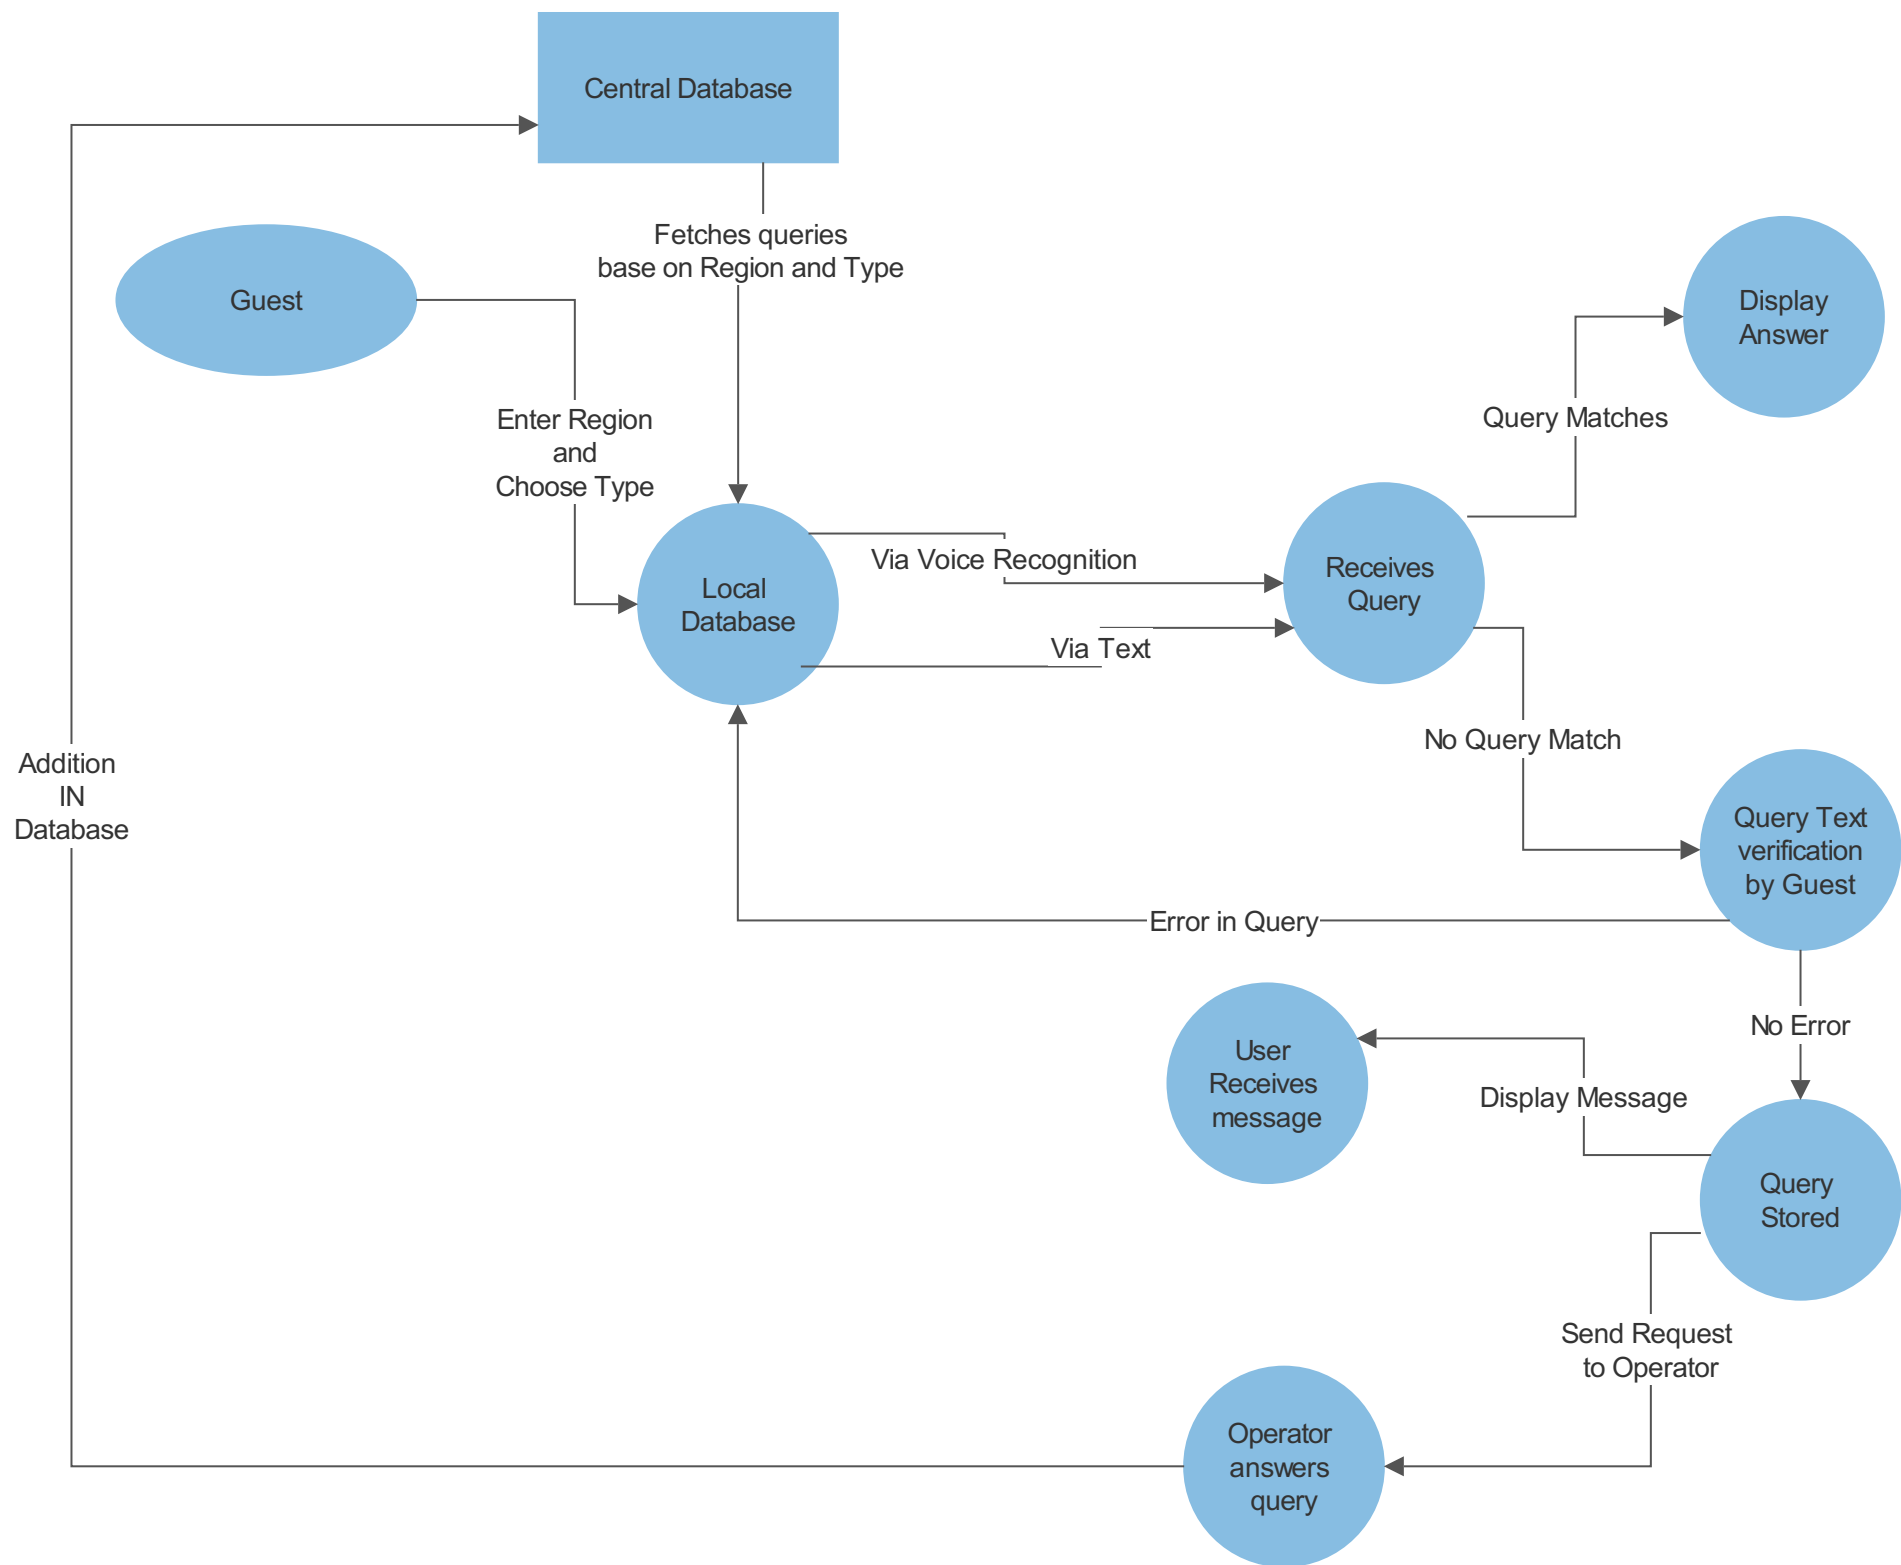 Central Database
Fetches queries
base on Region and Type
Guest
Display
Answer
Enter Region
and
Choose Type
Query Matches
Via Voice Recognition
Receives
Query
Local
Database
Via Text
No Query Match
Addition
IN
Database
Query Text
verification
by Guest
Error in Query
No Error
User
Receives
message
Display Message
Query
Stored
Send Request
to Operator
Operator
answers
query